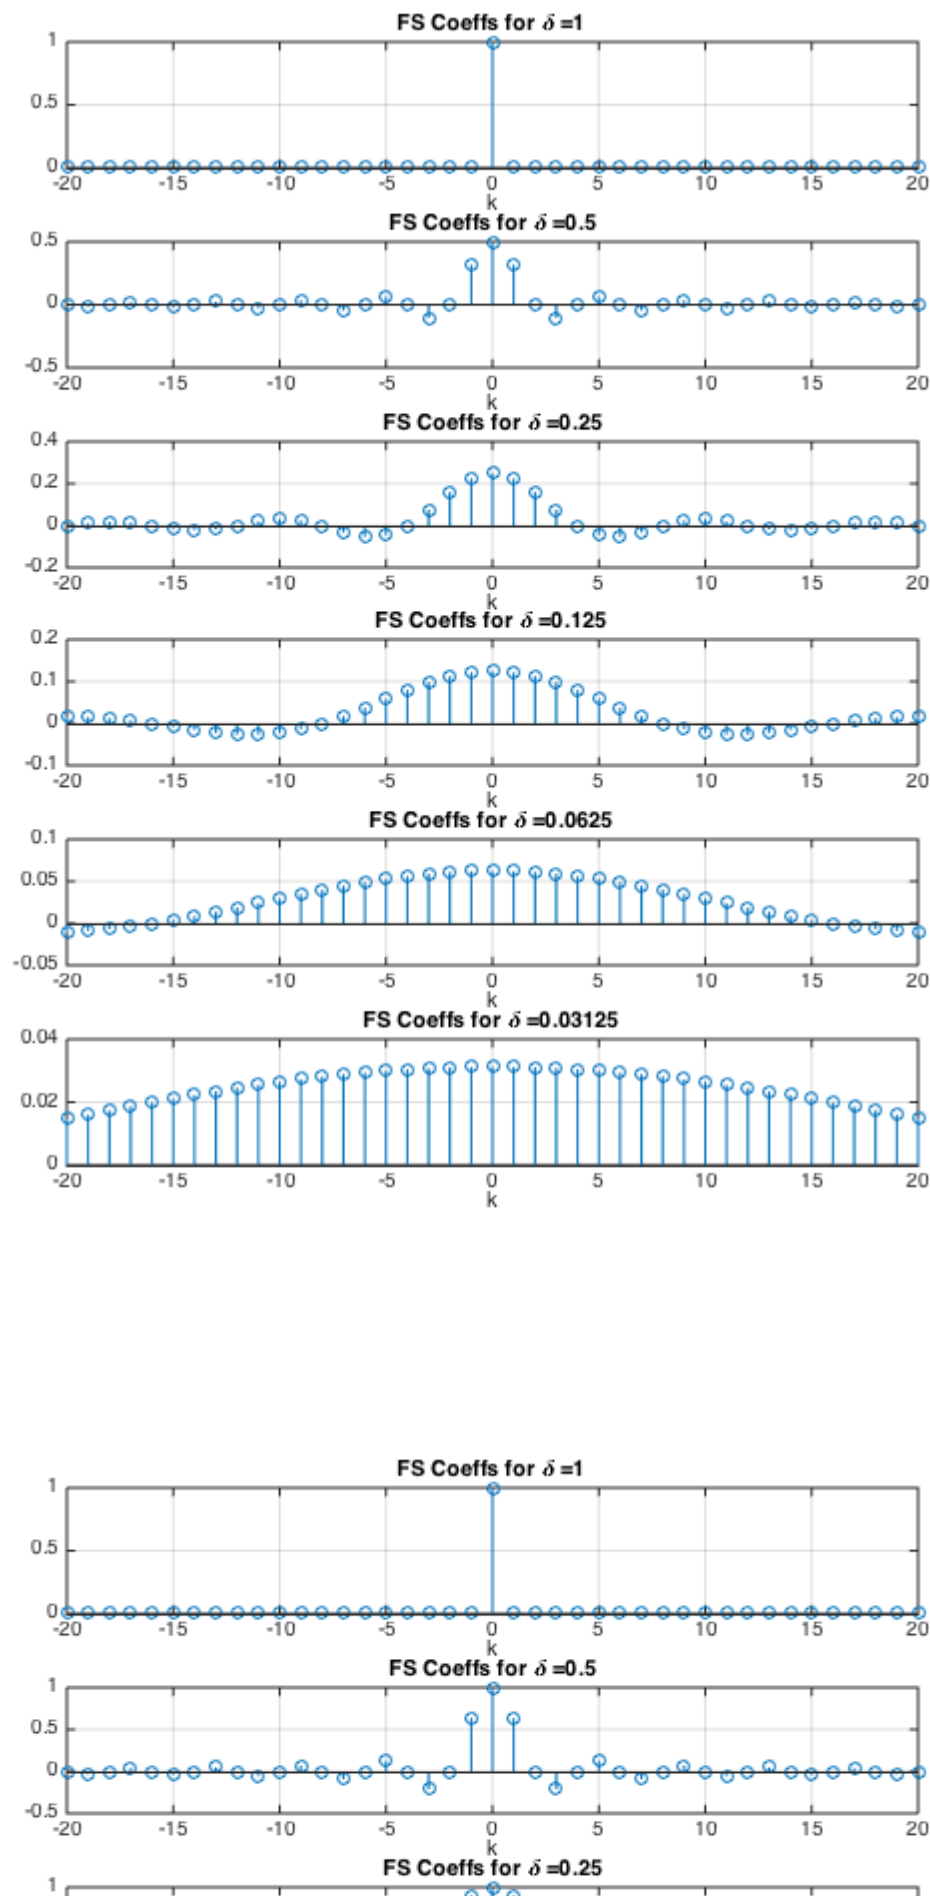 FS Coeffs for δ =1
1
0.5
0
-20 -15 -10 -5 0 5 10 15 20
k
FS Coeffs for δ =0.5
0.5
0
-0.5
-20 -15 -10 -5 0 5 10 15 20
k
FS Coeffs for δ =0.25
0.4
0.2
0
-0.2
-20 -15 -10 -5 0 5 10 15 20
k
FS Coeffs for δ =0.125
0.2
0.1
0
-0.1
-20 -15 -10 -5 0 5 10 15 20
k
FS Coeffs for δ =0.0625
0.1
0.05
0
-0.05
-20 -15 -10 -5 0 5 10 15 20
k
FS Coeffs for δ =0.03125
0.04
0.02
0
-20 -15 -10 -5 0 5 10 15 20
k
FS Coeffs for δ =1
1
0.5
0
-20 -15 -10 -5 0 5 10 15 20
k
FS Coeffs for δ =0.5
1
0.5
0
-0.5
-20 -15 -10 -5 0 5 10 15 20
k
FS Coeffs for δ =0.25
1